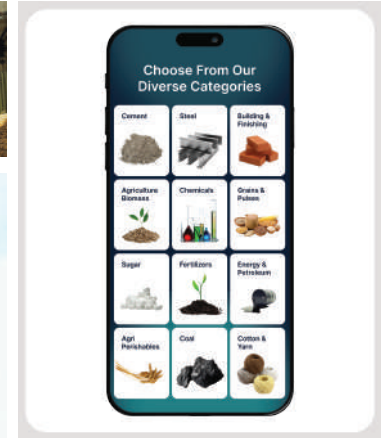 Choose From Our
Diverse Categories
Cement
Steel
Building &
Finishing
Agriculture
Biomass
Chemicals
Grains &
Pulses
Sugar
Fertilizers
Energy &
Petroleum
Agri
Perishables
Coal
Cotton &
Yarn